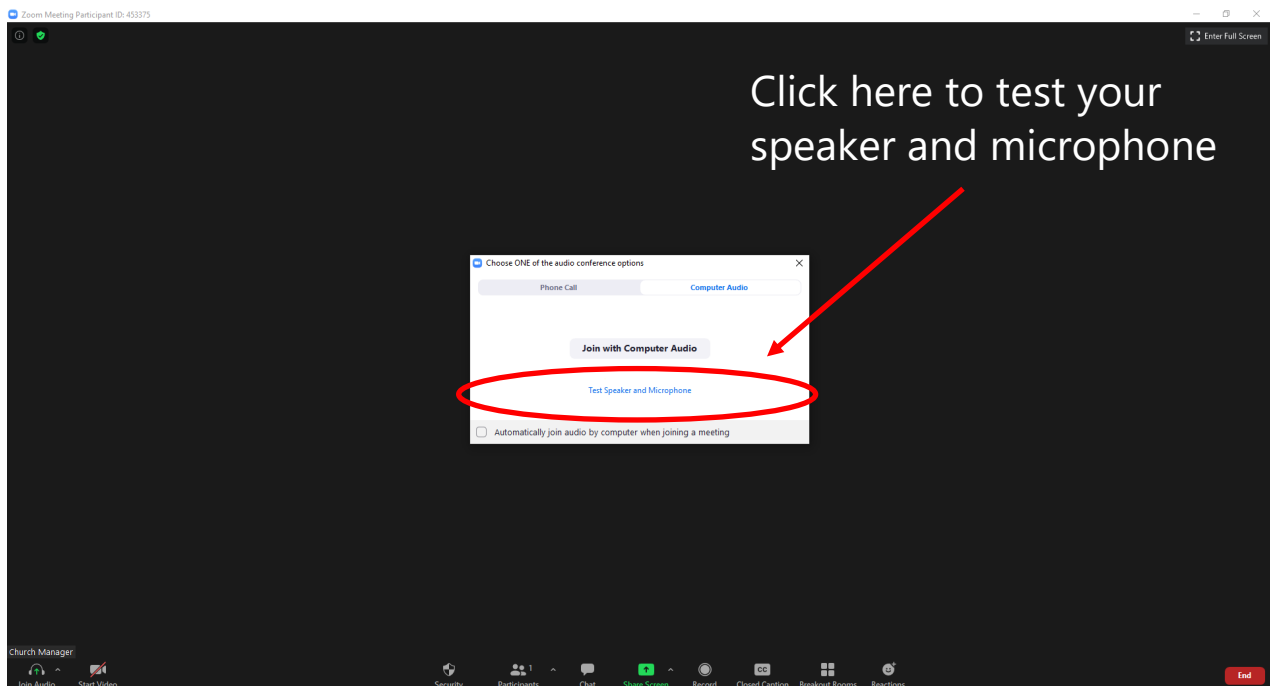 Zoom Meeting Participant ID: 453375
Enter Full Screen
Click here to test your
speaker and microphone
Choose ONE of the audio conference options
Phone Call
Computer Audio
Join with Computer Audio
Test Speaker and Microphone
Automatically join audio by computer when joining a meeting
Church Manager
1
CC
Join Audio
Start Video
Security
Participants
Chat
Share Screen
Record
Closed Caption
Breakout Rooms
Reactions
End